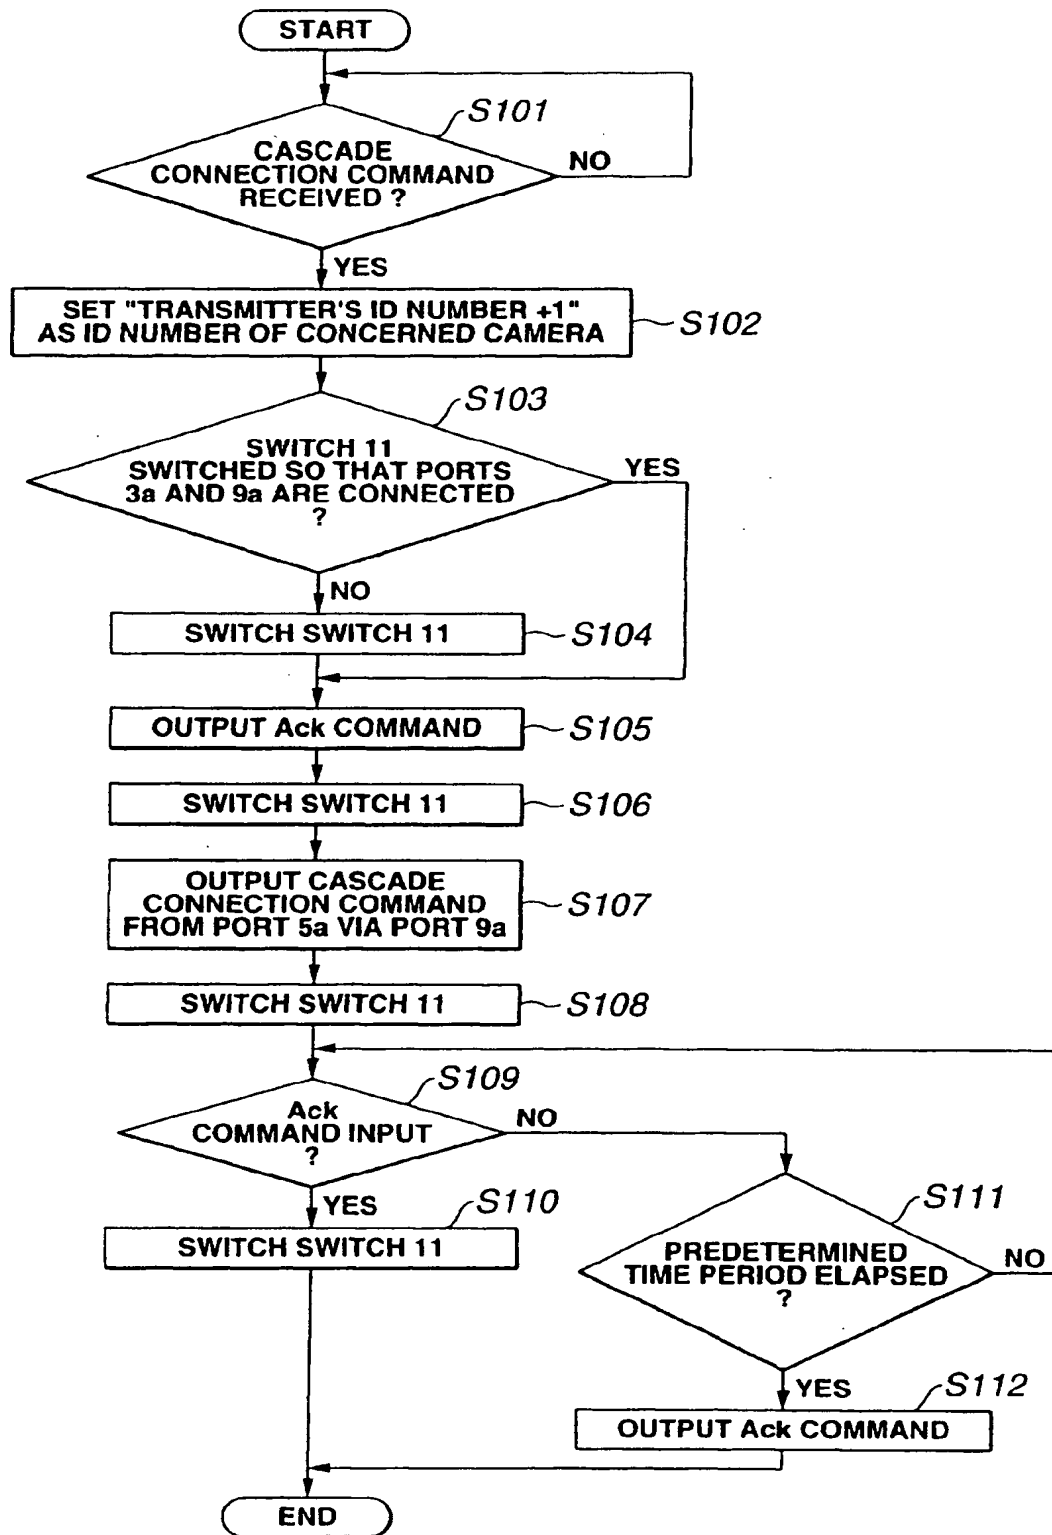 START
S101
CASCADE
CONNECTION COMMAND
RECEIVED ?
NO
YES
SET "TRANSMITTER'S ID NUMBER +1"
AS ID NUMBER OF CONCERNED CAMERA
S102
S103
SWITCH 11
SWITCHED SO THAT PORTS
3a AND 9a ARE CONNECTED
?
YES
NO
SWITCH SWITCH 11
S104
OUTPUT Ack COMMAND
S105
SWITCH SWITCH 11
S106
OUTPUT CASCADE
CONNECTION COMMAND
FROM PORT 5a VIA PORT 9a
S107
SWITCH SWITCH 11
S108
S109
Ack
COMMAND INPUT
?
NO
YES
S110
SWITCH SWITCH 11
S111
PREDETERMINED
TIME PERIOD ELAPSED
?
NO
YES
S112
OUTPUT Ack COMMAND
END